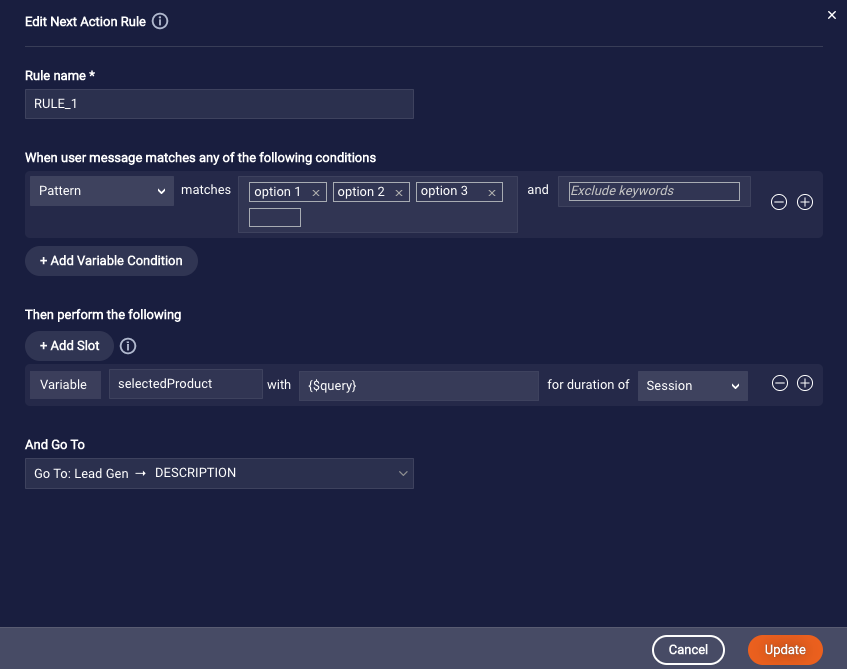 Edit Next Action Rule
Rule name *
RULE_1
When user message matches any of the following conditions
Pattern matches option 1 × option 2 × option 3 × and Exclude keywords
+ Add Variable Condition
Then perform the following
+ Add Slot
Variable selectedProduct with {$query} for duration of Session
And Go To
Go To: Lead Gen → DESCRIPTION
Cancel Update